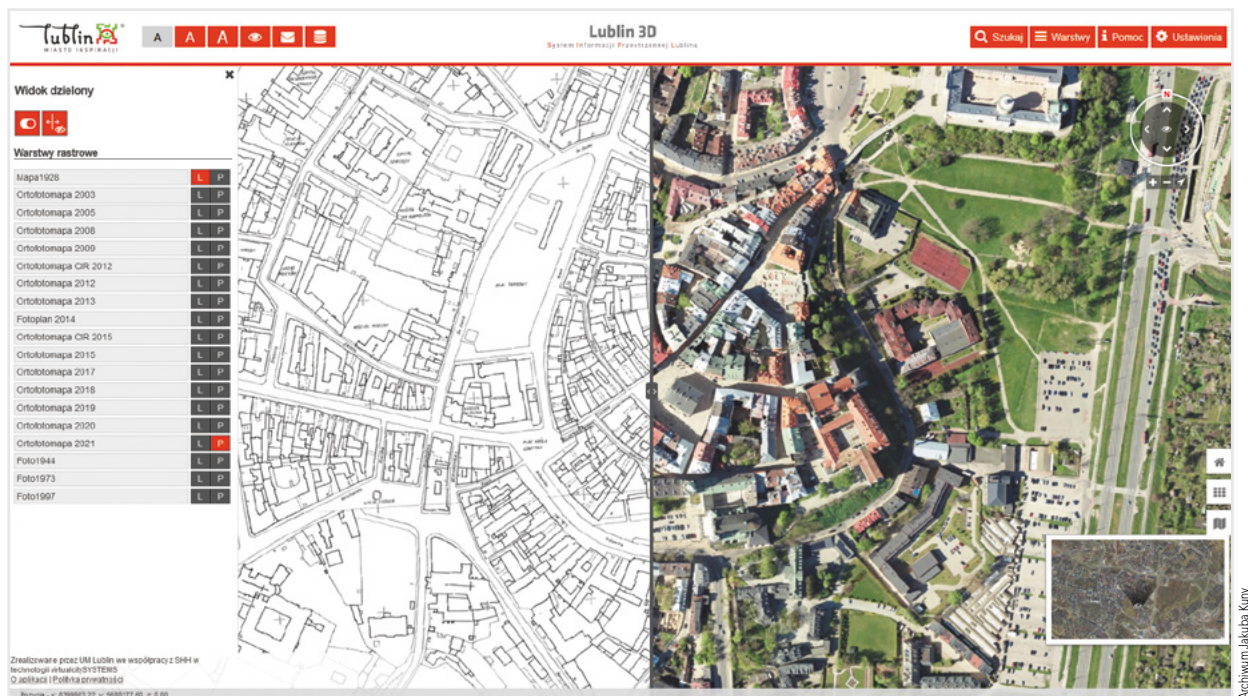 lublin
MIASTO INSPIRACJI
A A A
Lublin 3D
System Informacji Przestrzennej Lublina
Szukaj Warstwy Pomoc Ustawienia
Widok dzielony
Warstwy rastrowe
Mapa1928 L P
Ortofotomapa 2003 L P
Ortofotomapa 2005 L P
Ortofotomapa 2008 L P
Ortofotomapa 2009 L P
Ortofotomapa CIR 2012 L P
Ortofotomapa 2012 L P
Ortofotomapa 2013 L P
Fotoplan 2014 L P
Ortofotomapa CIR 2015 L P
Ortofotomapa 2015 L P
Ortofotomapa 2017 L P
Ortofotomapa 2018 L P
Ortofotomapa 2019 L P
Ortofotomapa 2020 L P
Ortofotomapa 2021 L P
Foto1944 L P
Foto1973 L P
Foto1997 L P
N
Zrealizowane przez UM Lublin we współpracy z SHH w
technologii virtualcitySYSTEMS
O aplikacji | Polityka prywatności
Archiwum Jakuba Kuny